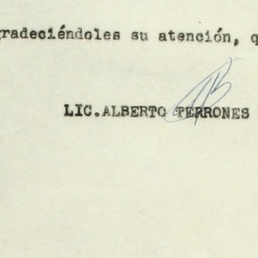 gradeciéndoles su atención, q
LIC.ALBERTO TERRONES